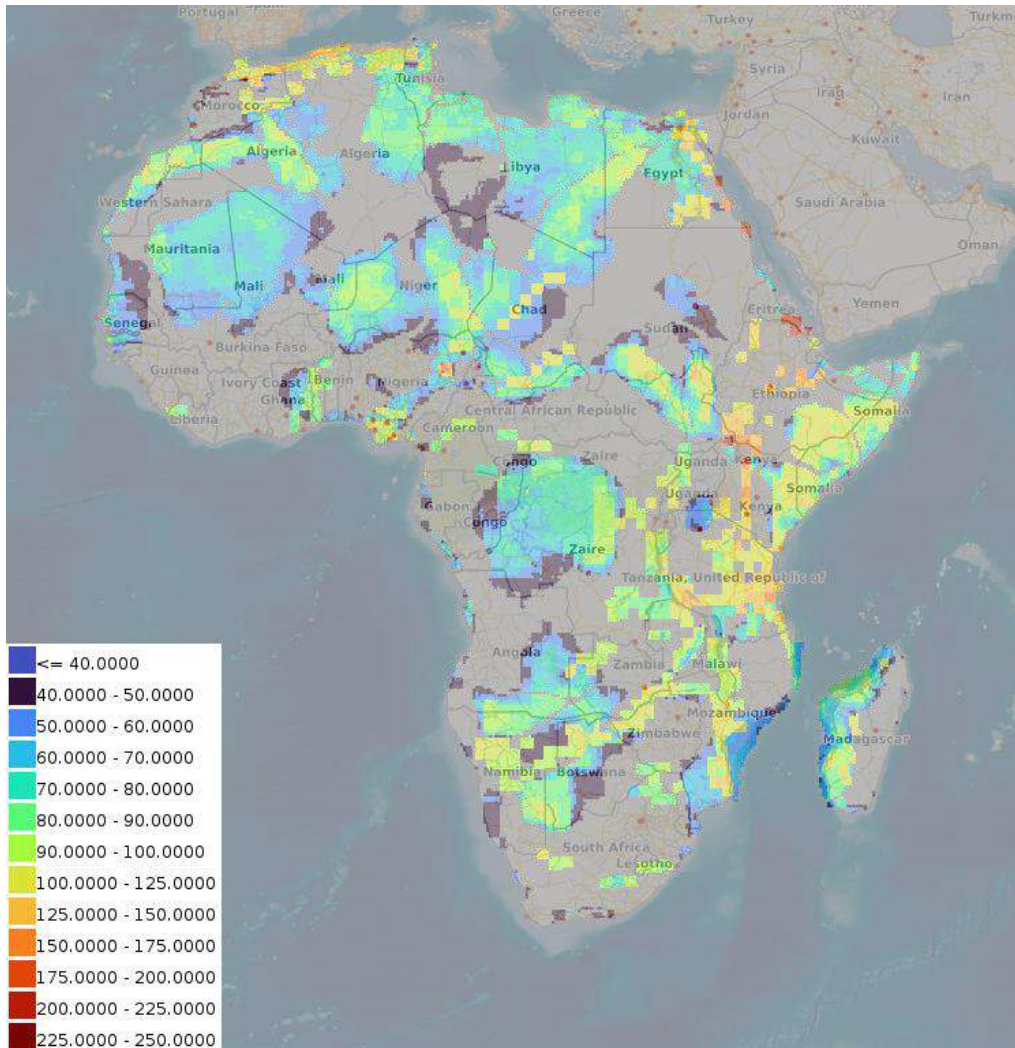 Portugal
Greece
Turkey
Turkm
Syria
Tunisia
Iraq
Iran
Morocco
Jordan
Kuwait
Algeria
Algeria
Libya
Egypt
Western Sahara
Saudi Arabia
Mauritania
Oman
Mali
Niger
Mali
Chad
Yemen
Senegal
Eritrea
Sudan
Burkina Faso
Guinea
Benin
Ivory Coast
Nigeria
Ethiopia
Ghana
Somalia
Liberia
Central African Republic
Cameroon
Congo
Zaire
Uganda
Kenya
Somalia
Uganda
Gabon
Kenya
Congo
Zaire
Tanzania, United Republic of
Angola
Zambia
Malawi
Mozambique
Zimbabwe
Madagascar
Namibia
Botswana
South Africa
Lesotho
<= 40.0000
40.0000 - 50.0000
50.0000 - 60.0000
60.0000 - 70.0000
70.0000 - 80.0000
80.0000 - 90.0000
90.0000 - 100.0000
100.0000 - 125.0000
125.0000 - 150.0000
150.0000 - 175.0000
175.0000 - 200.0000
200.0000 - 225.0000
225.0000 - 250.0000